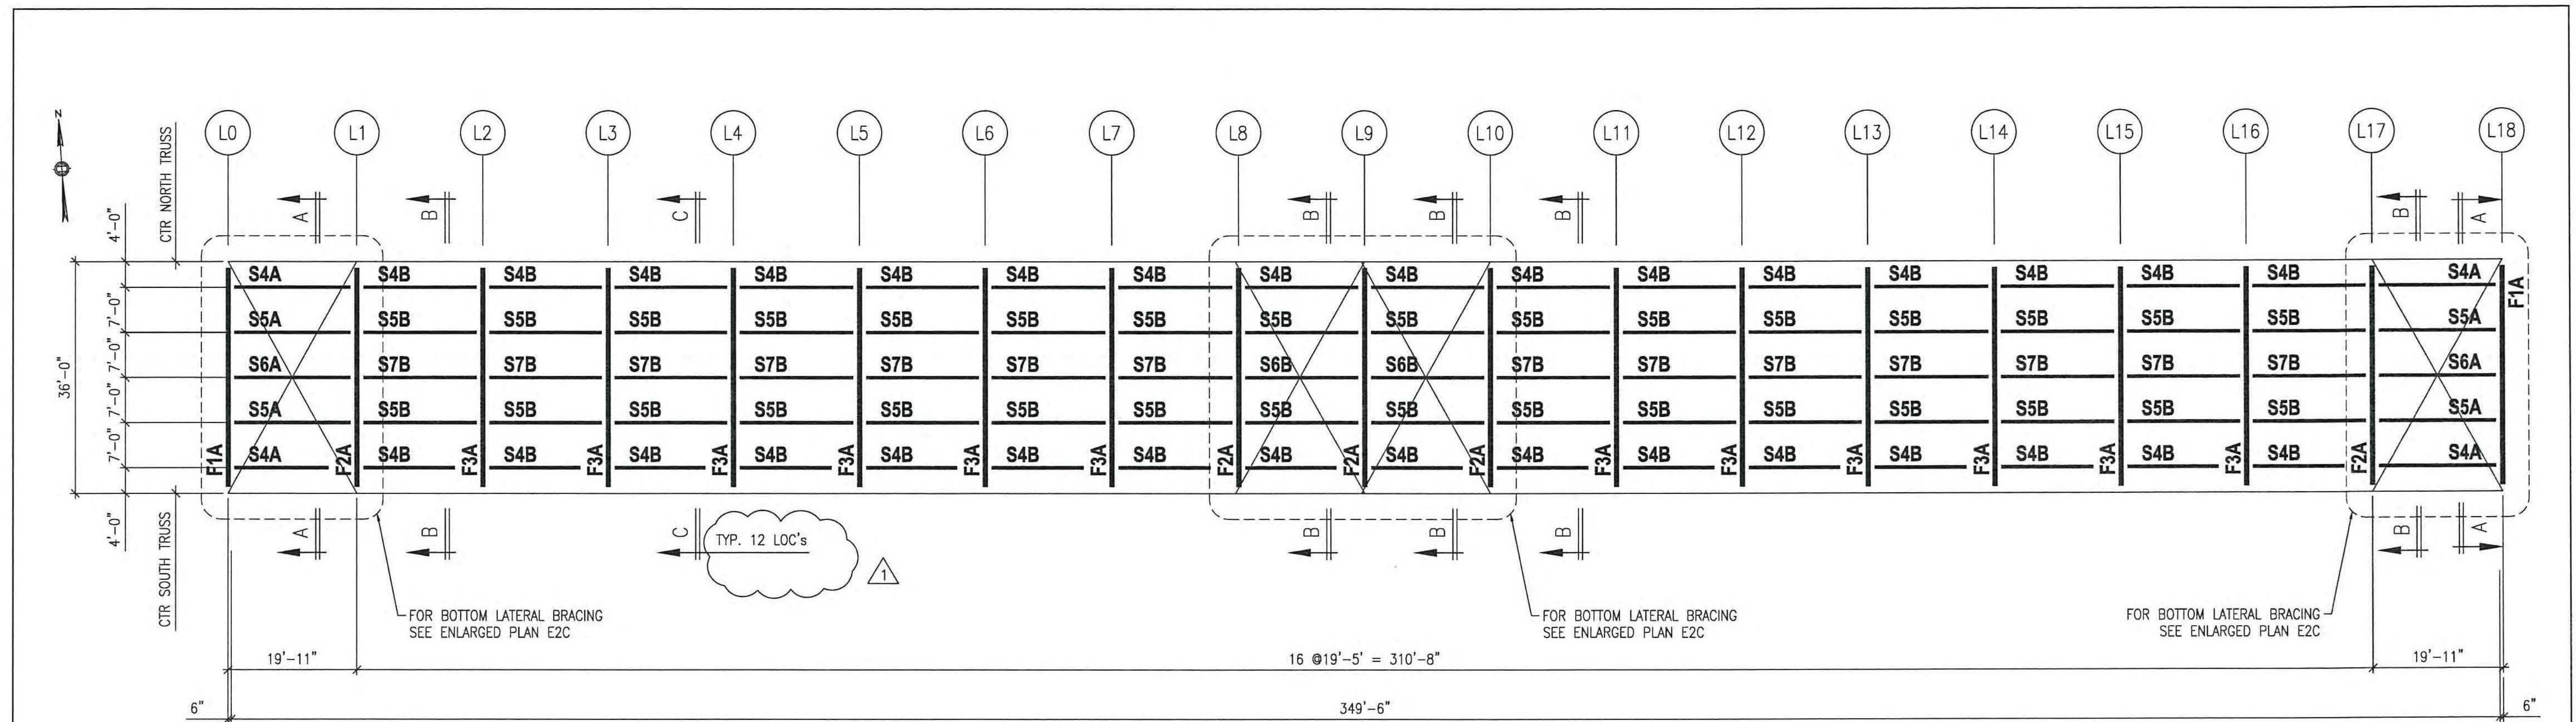 N
L0 L1 L2 L3 L4 L5 L6 L7 L8 L9 L10 L11 L12 L13 L14 L15 L16 L17 L18
CTR NORTH TRUSS
4'-0"
A B C B B B B A
36'-0"
7'-0"
7'-0"
7'-0"
7'-0"
4'-0"
CTR SOUTH TRUSS
S4A S4B S4B S4B S4B S4B S4B S4B S4B S4B S4B S4B S4B S4B S4B S4B S4B S4A
F1A
S5A S5B S5B S5B S5B S5B S5B S5B S5B S5B S5B S5B S5B S5B S5B S5B S5B S5A
S6A S7B S7B S7B S7B S7B S7B S7B S6B S6B S7B S7B S7B S7B S7B S7B S7B S6A
S5A S5B S5B S5B S5B S5B S5B S5B S5B S5B S5B S5B S5B S5B S5B S5B S5B S5A
S4A S4B S4B S4B S4B S4B S4B S4B S4B S4B S4B S4B S4B S4B S4B S4B S4B S4A
F1A F2A F3A F3A F3A F3A F3A F3A F2A F2A F2A F3A F3A F3A F3A F3A F3A F2A
A B C B B B B A
TYP. 12 LOC's
1
FOR BOTTOM LATERAL BRACING
SEE ENLARGED PLAN E2C
FOR BOTTOM LATERAL BRACING
SEE ENLARGED PLAN E2C
FOR BOTTOM LATERAL BRACING
SEE ENLARGED PLAN E2C
19'-11"
16 @19'-5' = 310'-8"
19'-11"
6"
349'-6"
6"